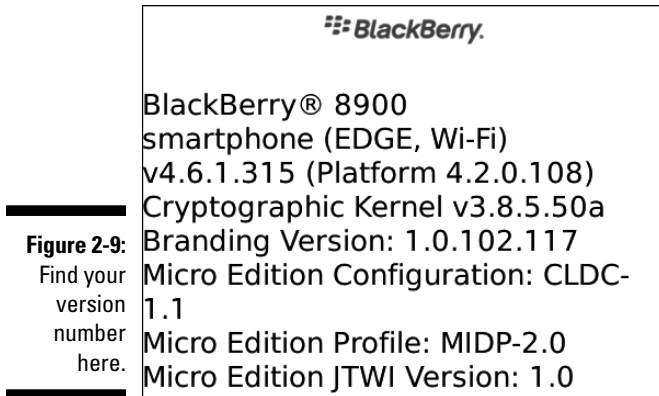 BlackBerry.
BlackBerry® 8900
smartphone (EDGE, Wi-Fi)
v4.6.1.315 (Platform 4.2.0.108)
Cryptographic Kernel v3.8.5.50a
Branding Version: 1.0.102.117
Micro Edition Configuration: CLDC-
1.1
Micro Edition Profile: MIDP-2.0
Micro Edition JTWI Version: 1.0
Figure 2-9:
Find your
version
number
here.